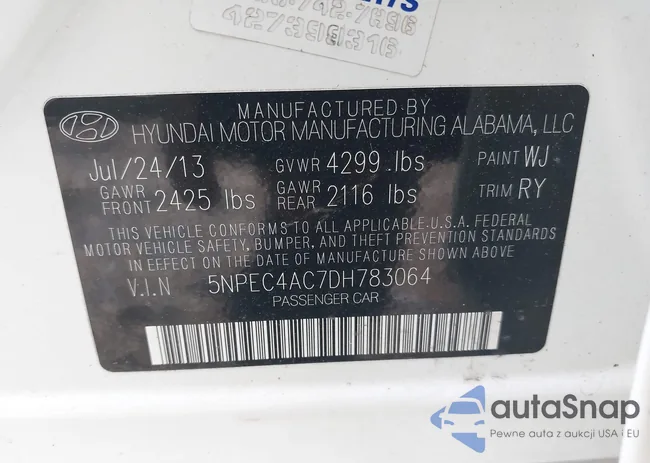 427399316
MANUFACTURED BY
HYUNDAI MOTOR MANUFACTURING ALABAMA, LLC
Jul/24/13 GVWR 4299 lbs PAINT WJ
GAWR FRONT 2425 lbs GAWR REAR 2116 lbs TRIM RY
THIS VEHICLE CONFORMS TO ALL APPLICABLE U.S.A. FEDERAL
MOTOR VEHICLE SAFETY, BUMPER, AND THEFT PREVENTION STANDARDS
IN EFFECT ON THE DATE OF MANUFACTURE SHOWN ABOVE
V.I.N 5NPEC4AC7DH783064
PASSENGER CAR
autaSnap
Pewne auta z aukcji USA i EU